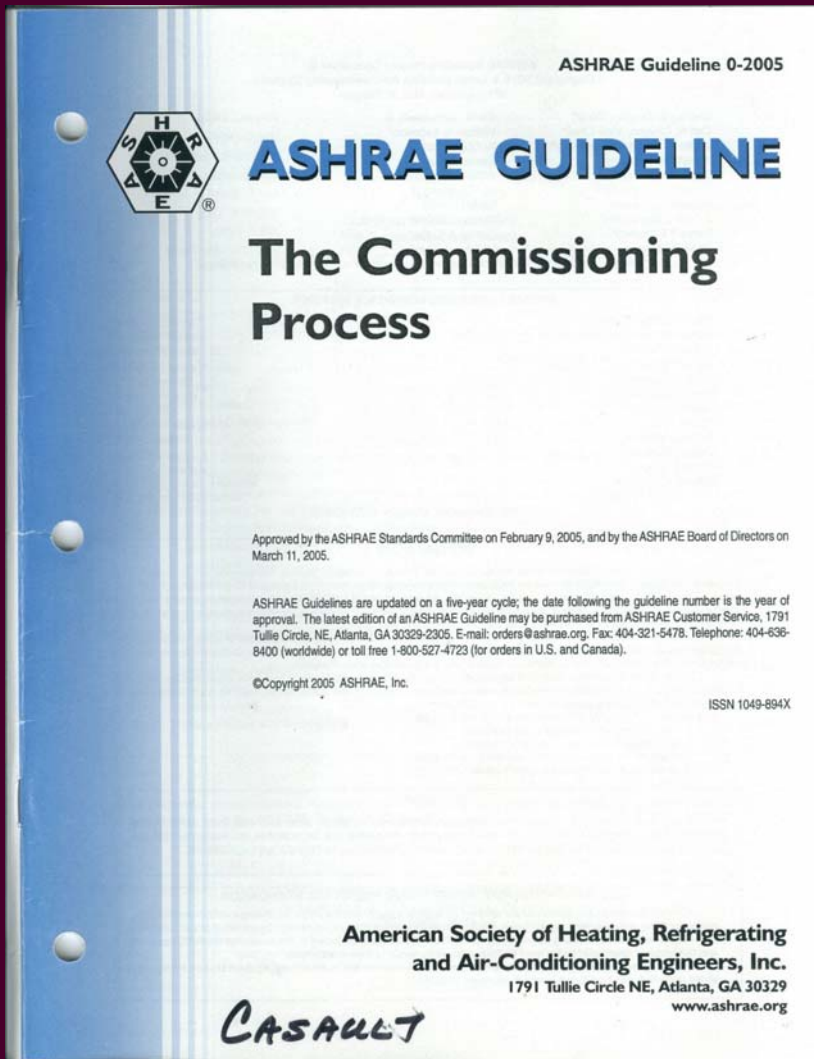 ASHRAE Guideline 0-2005
ASHRAE
®
ASHRAE GUIDELINE
The Commissioning
Process
Approved by the ASHRAE Standards Committee on February 9, 2005, and by the ASHRAE Board of Directors on
March 11, 2005.
ASHRAE Guidelines are updated on a five-year cycle; the date following the guideline number is the year of
approval. The latest edition of an ASHRAE Guideline may be purchased from ASHRAE Customer Service, 1791
Tullie Circle, NE, Atlanta, GA 30329-2305. E-mail: orders@ashrae.org. Fax: 404-321-5478. Telephone: 404-636-
8400 (worldwide) or toll free 1-800-527-4723 (for orders in U.S. and Canada).
©Copyright 2005 ASHRAE, Inc.
ISSN 1049-894X
American Society of Heating, Refrigerating
and Air-Conditioning Engineers, Inc.
1791 Tullie Circle NE, Atlanta, GA 30329
www.ashrae.org
CASAULT